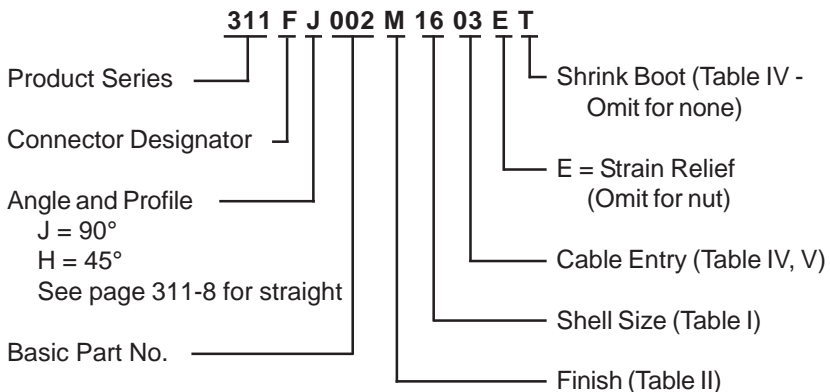 311 F J 002 M 16 03 E T
Product Series
Connector Designator
Angle and Profile
J = 90°
H = 45°
See page 311-8 for straight
Basic Part No.
Shrink Boot (Table IV -
Omit for none)
E = Strain Relief
(Omit for nut)
Cable Entry (Table IV, V)
Shell Size (Table I)
Finish (Table II)